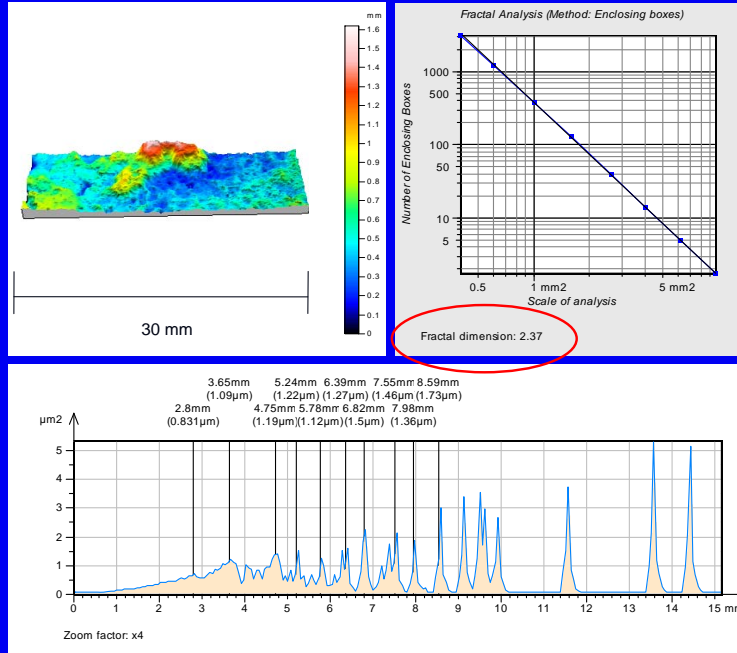 mm
1.6
1.5
1.4
1.3
1.2
1.1
1
0.9
0.8
0.7
0.6
0.5
0.4
0.3
0.2
0.1
0
30 mm
Fractal Analysis (Method: Enclosing boxes)
Number of Enclosing Boxes
1000
500
100
50
10
5
0.5 1 mm2 5 mm2
Scale of analysis
Fractal dimension: 2.37
3.65mm 5.24mm 6.39mm 7.55mm 8.59mm
(1.09µm) (1.22µm) (1.27µm) (1.46µm) (1.73µm)
2.8mm 4.75mm 5.78mm 6.82mm 7.98mm
(0.831µm) (1.19µm) (1.12µm) (1.5µm) (1.36µm)
µm2
5
4
3
2
1
0
0 1 2 3 4 5 6 7 8 9 10 11 12 13 14 15 mm
Zoom factor: x4